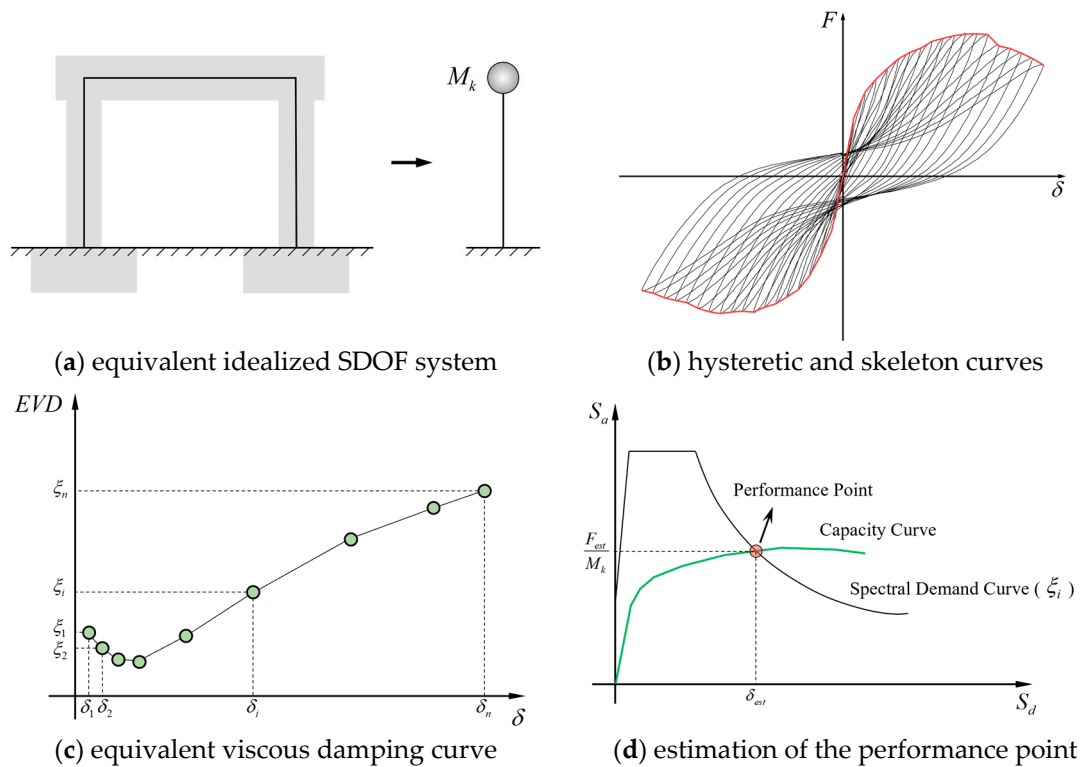 M_k
(a) equivalent idealized SDOF system
F
δ
(b) hysteretic and skeleton curves
EVD
ξ_n
ξ_i
ξ_1
ξ_2
δ_1 δ_2 δ_i δ_n δ
(c) equivalent viscous damping curve
S_a
Performance Point
Capacity Curve
F_est
M_k
Spectral Demand Curve ( ξ_i )
δ_est
S_d
(d) estimation of the performance point